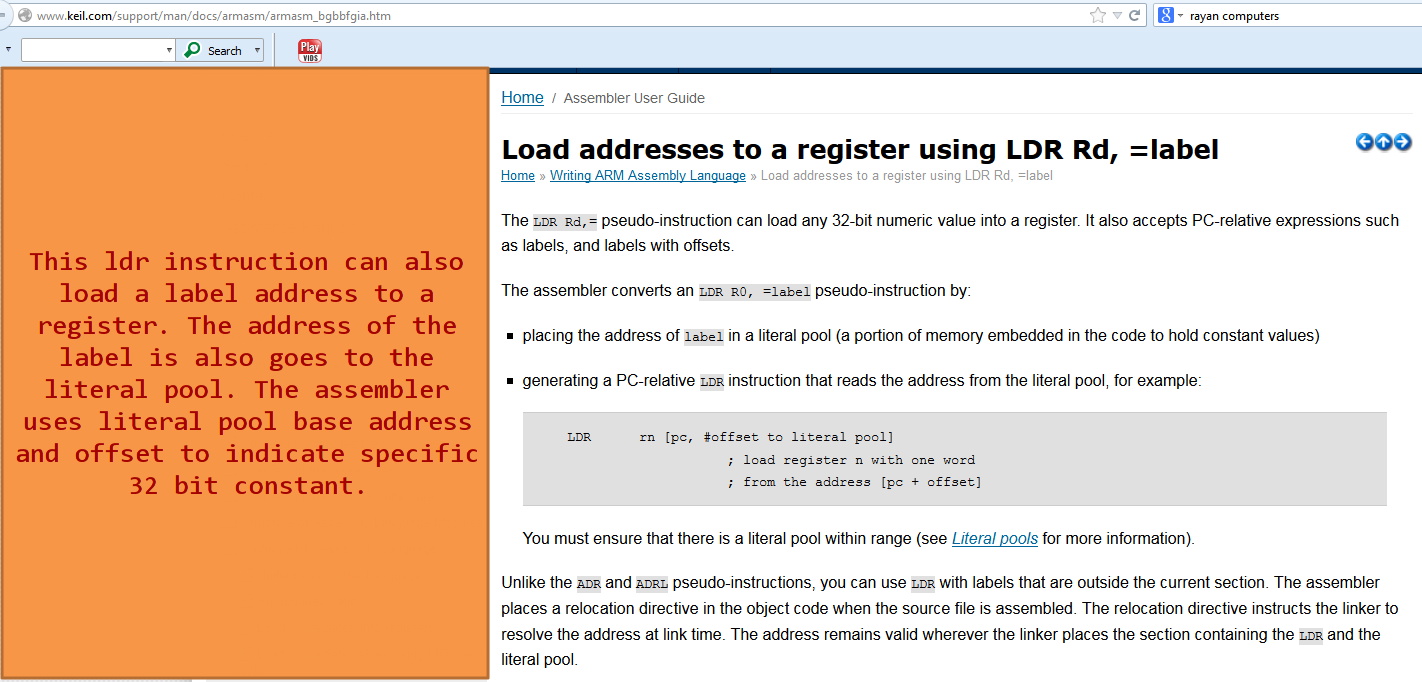 www.keil.com/support/man/docs/armasm/armasm_bgbbfgia.htm
8 rayan computers
Search
Play
VIDS
This ldr instruction can also
load a label address to a
register. The address of the
label is also goes to the
literal pool. The assembler
uses literal pool base address
and offset to indicate specific
32 bit constant.
Home / Assembler User Guide
Load addresses to a register using LDR Rd, =label
Home » Writing ARM Assembly Language » Load addresses to a register using LDR Rd, =label
The LDR Rd,= pseudo-instruction can load any 32-bit numeric value into a register. It also accepts PC-relative expressions such
as labels, and labels with offsets.
The assembler converts an LDR R0, =label pseudo-instruction by:
▪ placing the address of label in a literal pool (a portion of memory embedded in the code to hold constant values)
▪ generating a PC-relative LDR instruction that reads the address from the literal pool, for example:
LDR rn [pc, #offset to literal pool]
; load register n with one word
; from the address [pc + offset]
You must ensure that there is a literal pool within range (see Literal pools for more information).
Unlike the ADR and ADRL pseudo-instructions, you can use LDR with labels that are outside the current section. The assembler
places a relocation directive in the object code when the source file is assembled. The relocation directive instructs the linker to
resolve the address at link time. The address remains valid wherever the linker places the section containing the LDR and the
literal pool.